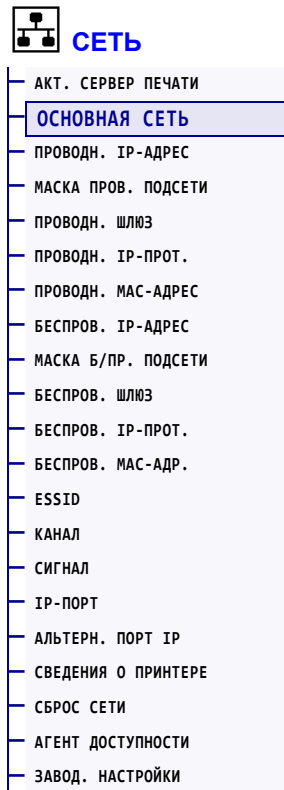 СЕТЬ
АКТ. СЕРВЕР ПЕЧАТИ
ОСНОВНАЯ СЕТЬ
ПРОВОДН. IP-АДРЕС
МАСКА ПРОВ. ПОДСЕТИ
ПРОВОДН. ШЛЮЗ
ПРОВОДН. IP-ПРОТ.
ПРОВОДН. MAC-АДРЕС
БЕСПРОВ. IP-АДРЕС
МАСКА Б/ПР. ПОДСЕТИ
БЕСПРОВ. ШЛЮЗ
БЕСПРОВ. IP-ПРОТ.
БЕСПРОВ. MAC-АДР.
ESSID
КАНАЛ
СИГНАЛ
IP-ПОРТ
АЛЬТЕРН. ПОРТ IP
СВЕДЕНИЯ О ПРИНТЕРЕ
СБРОС СЕТИ
АГЕНТ ДОСТУПНОСТИ
ЗАВОД. НАСТРОЙКИ